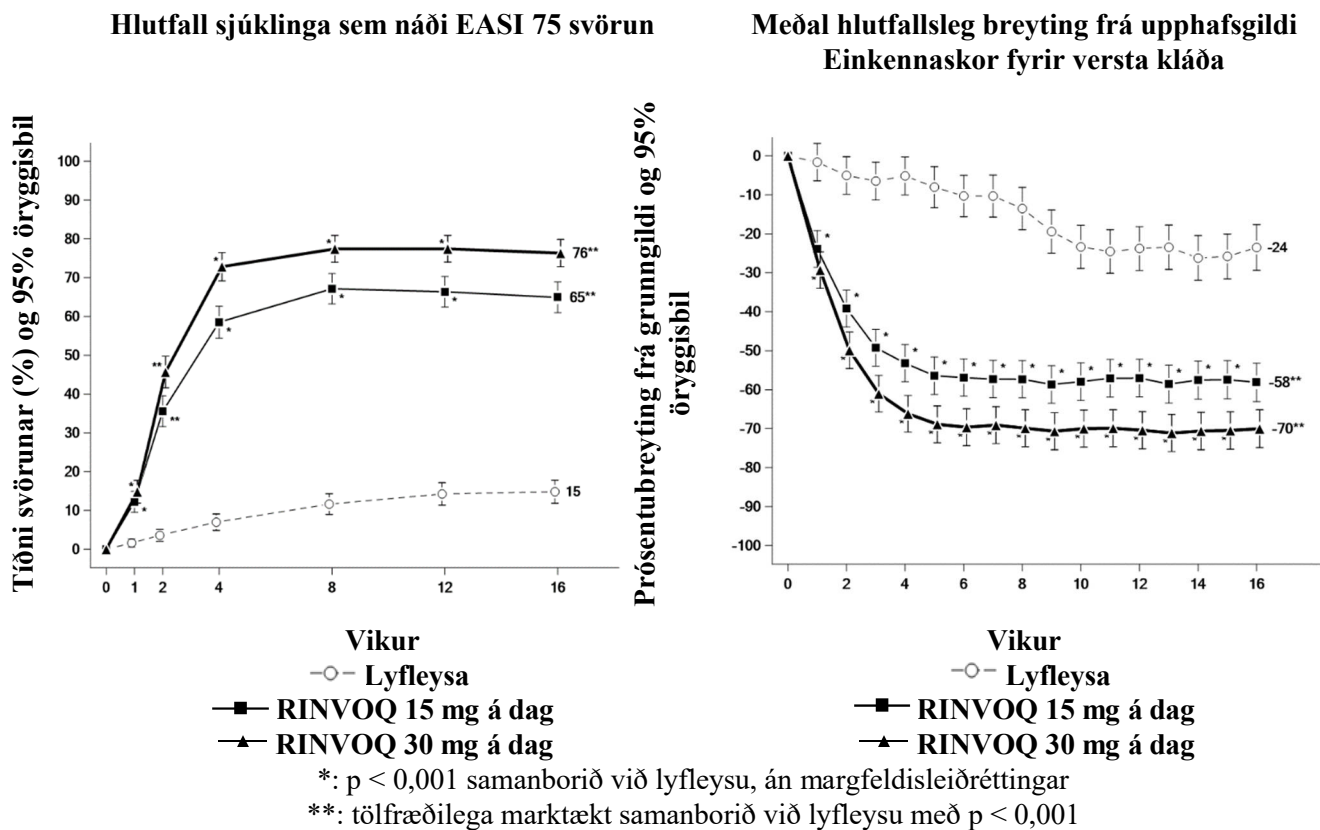 Hlutfall sjúklinga sem náði EASI 75 svörun
Tíðni svörunar (%) og 95% öryggisbil
100
90
80
70
60
50
40
30
20
10
0
0 1 2 4 8 12 16
* ** * * * 76**
* ** * * * 65**
15
Vikur
Lyfleysa
RINVOQ 15 mg á dag
RINVOQ 30 mg á dag
Meðal hlutfallsleg breyting frá upphafsgildi
Einkennaskor fyrir versta kláða
Prósentubreyting frá grunngildi og 95%
öryggisbil
0
-10
-20
-30
-40
-50
-60
-70
-80
-90
-100
0 2 4 6 8 10 12 14 16
-24
* * * * * * * * * * * * * * * -58**
* * * * * * * * * * * * * * * -70**
Vikur
Lyfleysa
RINVOQ 15 mg á dag
RINVOQ 30 mg á dag
*: p < 0,001 samanborið við lyfleysu, án margfeldisleiðréttingar
**: tölfræðilega marktækt samanborið við lyfleysu með p < 0,001